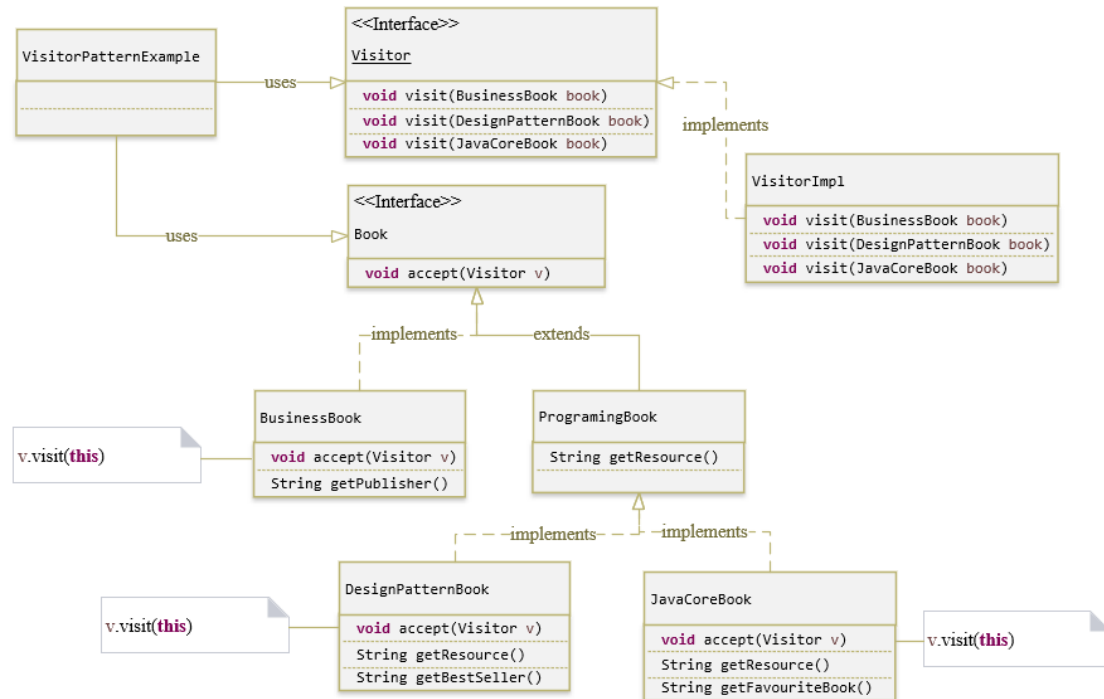 VisitorPatternExample
<<Interface>>
Visitor
void visit(BusinessBook book)
void visit(DesignPatternBook book)
void visit(JavaCoreBook book)
uses
implements
VisitorImpl
void visit(BusinessBook book)
void visit(DesignPatternBook book)
void visit(JavaCoreBook book)
<<Interface>>
Book
void accept(Visitor v)
uses
implements
extends
BusinessBook
void accept(Visitor v)
String getPublisher()
v.visit(this)
ProgramingBook
String getResource()
implements
implements
DesignPatternBook
void accept(Visitor v)
String getResource()
String getBestSeller()
v.visit(this)
JavaCoreBook
void accept(Visitor v)
String getResource()
String getFavouriteBook()
v.visit(this)